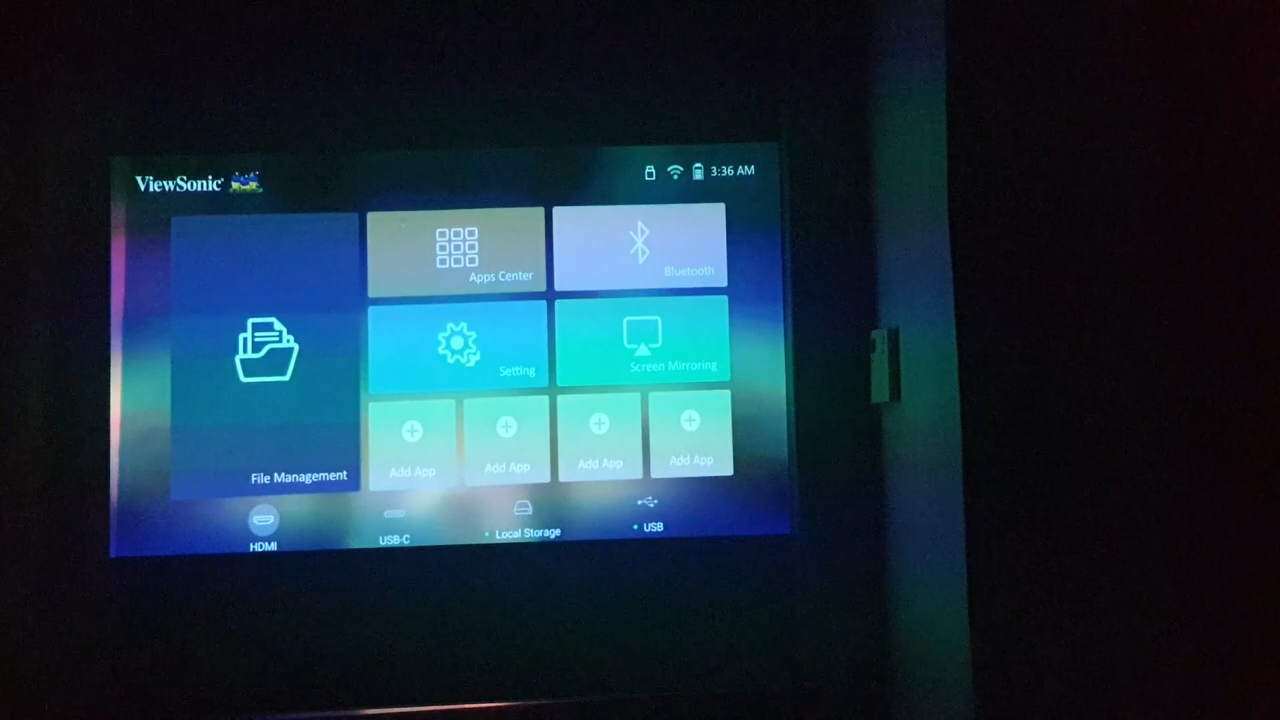 ViewSonic
3:36 AM
Apps Center
Bluetooth
Setting
Screen Mirroring
File Management
Add App
Add App
Add App
Add App
HDMI
USB-C
Local Storage
USB